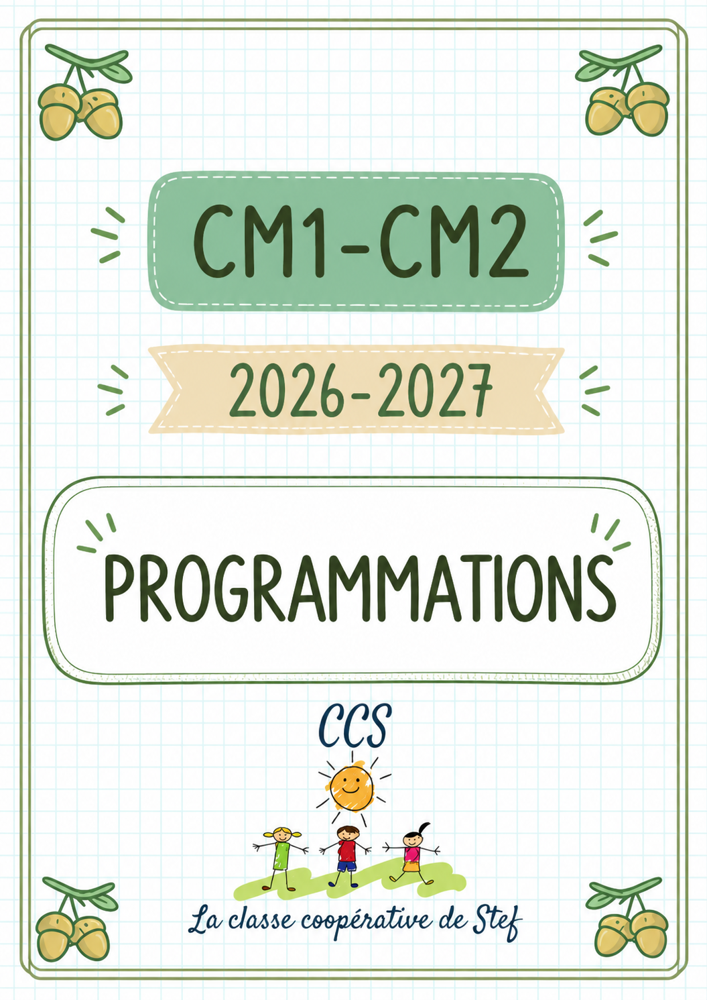 CM1-CM2
2026-2027
PROGRAMMATIONS
CCS
La classe coopérative de Stef